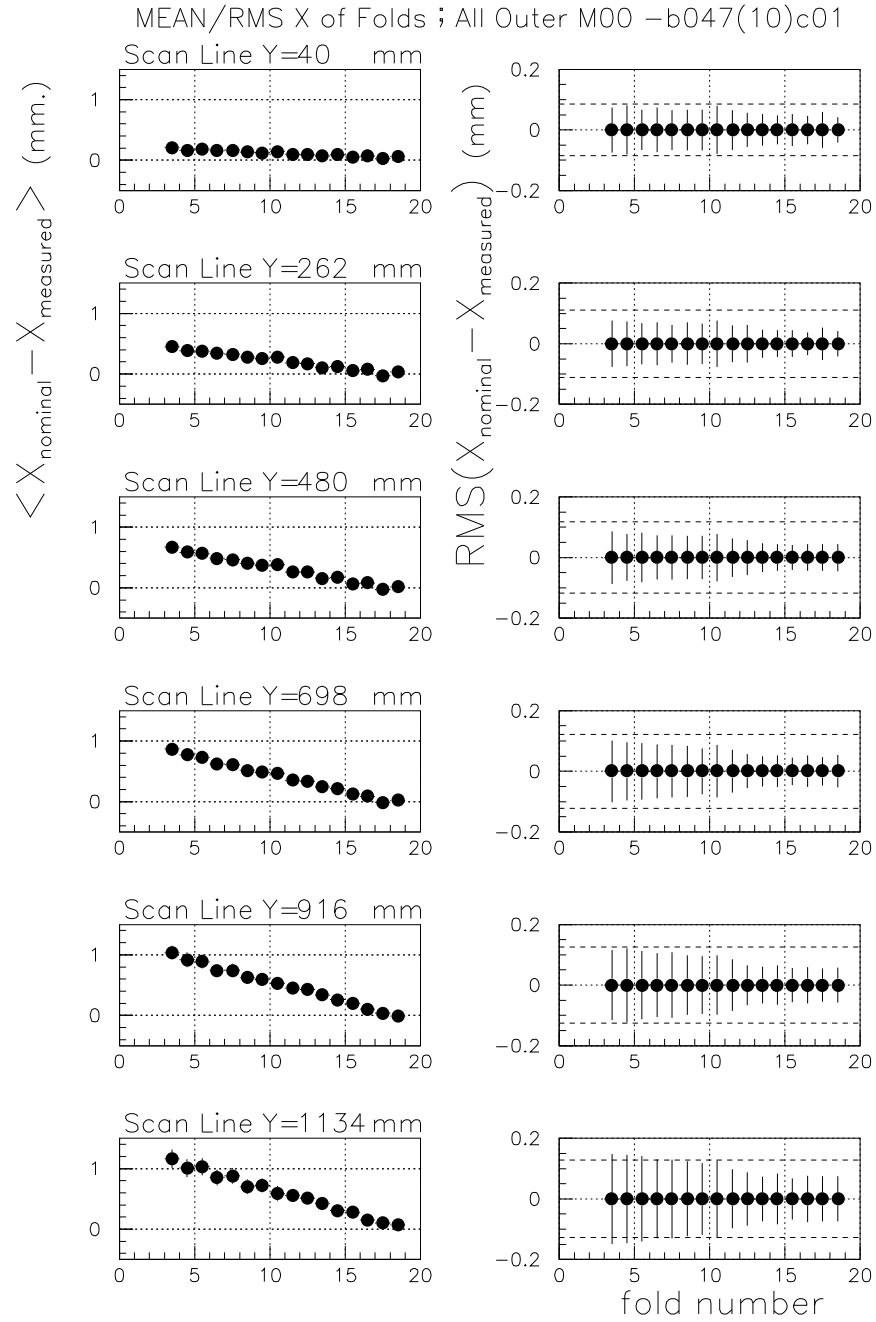 MEAN/RMS X of Folds ; All Outer M00 -b047(10)c01
<X_nominal - X_measured> (mm.)
RMS(X_nominal - X_measured) (mm)
Scan Line Y=40 mm
1
0
0 5 10 15 20
0.2
0
-0.2
0 5 10 15 20
Scan Line Y=262 mm
1
0
0 5 10 15 20
0.2
0
-0.2
0 5 10 15 20
Scan Line Y=480 mm
1
0
0 5 10 15 20
0.2
0
-0.2
0 5 10 15 20
Scan Line Y=698 mm
1
0
0 5 10 15 20
0.2
0
-0.2
0 5 10 15 20
Scan Line Y=916 mm
1
0
0 5 10 15 20
0.2
0
-0.2
0 5 10 15 20
Scan Line Y=1134 mm
1
0
0 5 10 15 20
0.2
0
-0.2
0 5 10 15 20
fold number